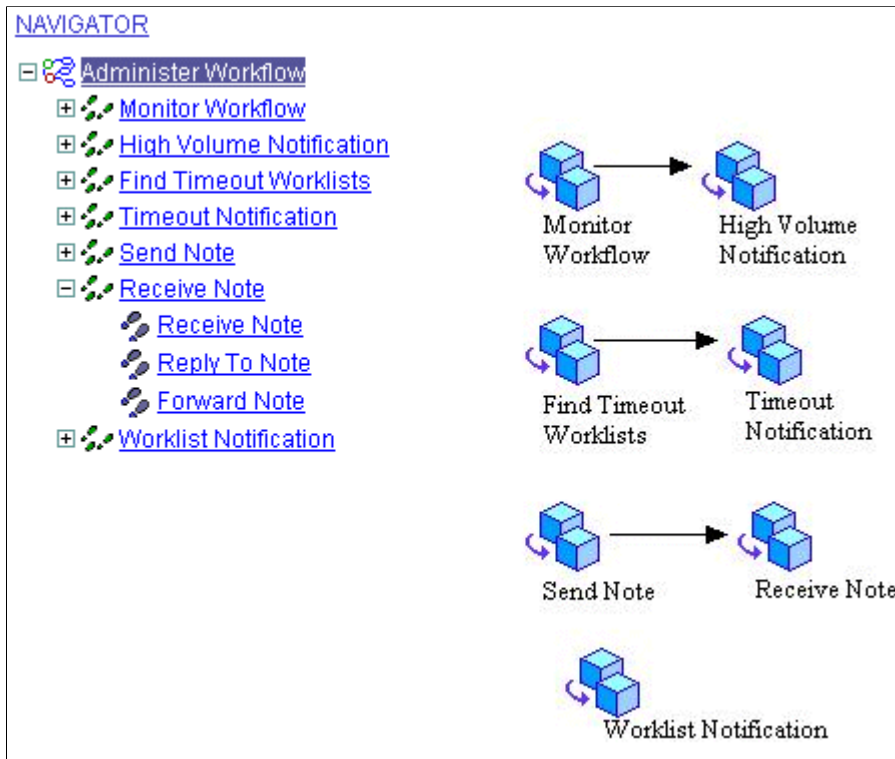 NAVIGATOR
Administer Workflow
Monitor Workflow
High Volume Notification
Find Timeout Worklists
Timeout Notification
Send Note
Receive Note
Receive Note
Reply To Note
Forward Note
Worklist Notification
Monitor
Workflow
High Volume
Notification
Find Timeout
Worklists
Timeout
Notification
Send Note
Receive Note
Worklist Notification